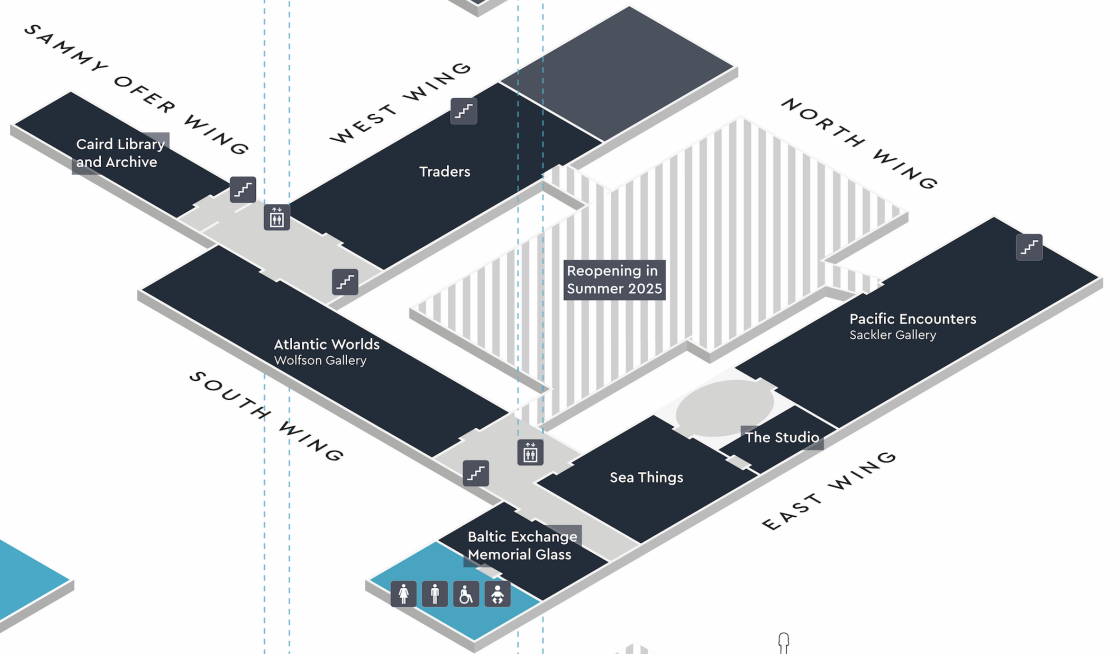 SAMMY OFER WING
WEST WING
NORTH WING
Caird Library
and Archive
Traders
Reopening in
Summer 2025
Pacific Encounters
Sackler Gallery
Atlantic Worlds
Wolfson Gallery
SOUTH WING
The Studio
Sea Things
EAST WING
Baltic Exchange
Memorial Glass